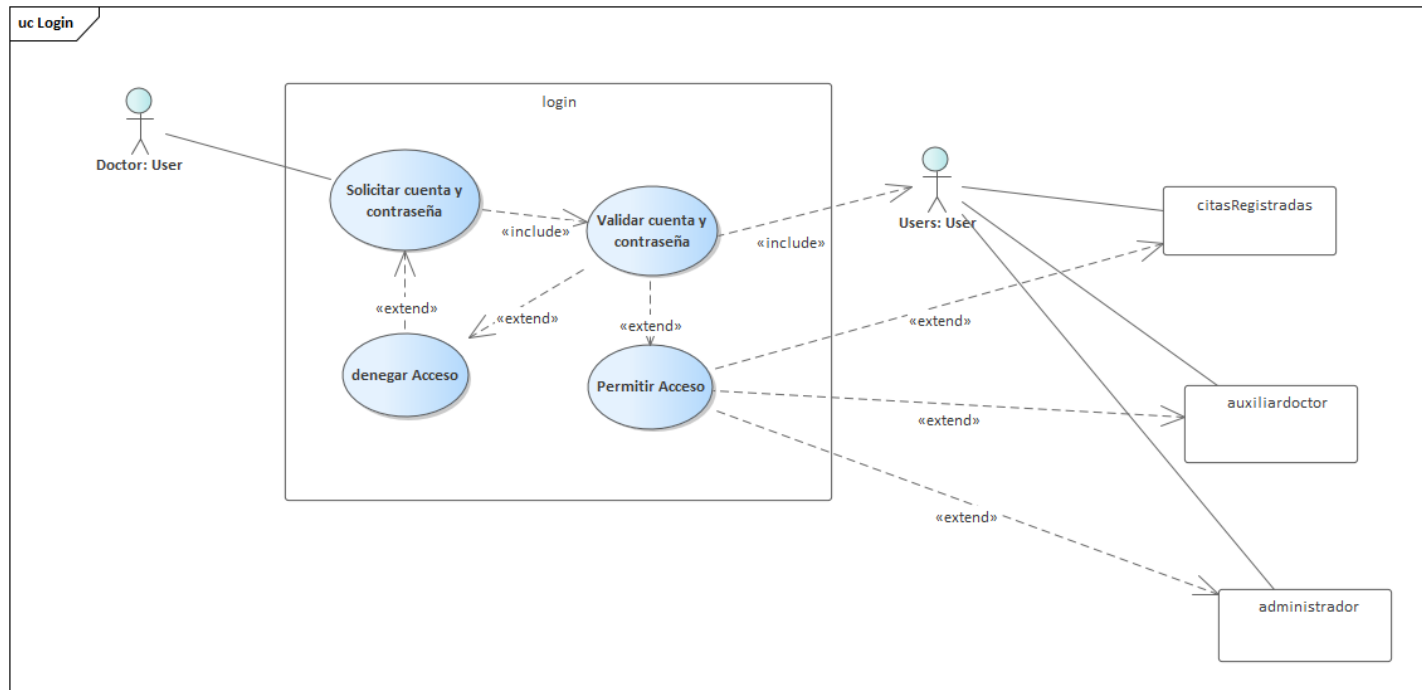 uc Login
login
Doctor: User
Solicitar cuenta y
contraseña
«include»
Validar cuenta y
contraseña
«include»
Users: User
citasRegistradas
«extend»
«extend»
«extend»
«extend»
denegar Acceso
Permitir Acceso
«extend»
auxiliardoctor
«extend»
administrador